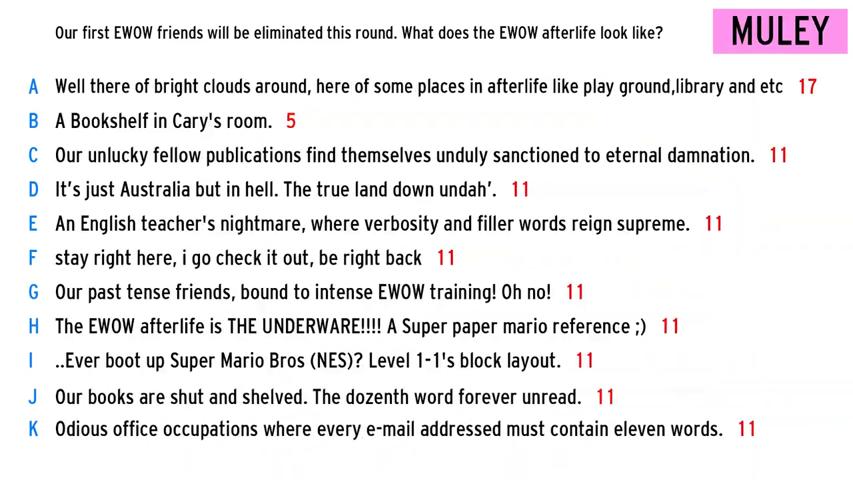 Our first EWOW friends will be eliminated this round. What does the EWOW afterlife look like?
MULEY
A Well there of bright clouds around, here of some places in afterlife like play ground,library and etc 17
B A Bookshelf in Cary's room. 5
C Our unlucky fellow publications find themselves unduly sanctioned to eternal damnation. 11
D It’s just Australia but in hell. The true land down undah’. 11
E An English teacher's nightmare, where verbosity and filler words reign supreme. 11
F stay right here, i go check it out, be right back 11
G Our past tense friends, bound to intense EWOW training! Oh no! 11
H The EWOW afterlife is THE UNDERWARE!!!! A Super paper mario reference ;) 11
I ..Ever boot up Super Mario Bros (NES)? Level 1-1's block layout. 11
J Our books are shut and shelved. The dozenth word forever unread. 11
K Odious office occupations where every e-mail addressed must contain eleven words. 11